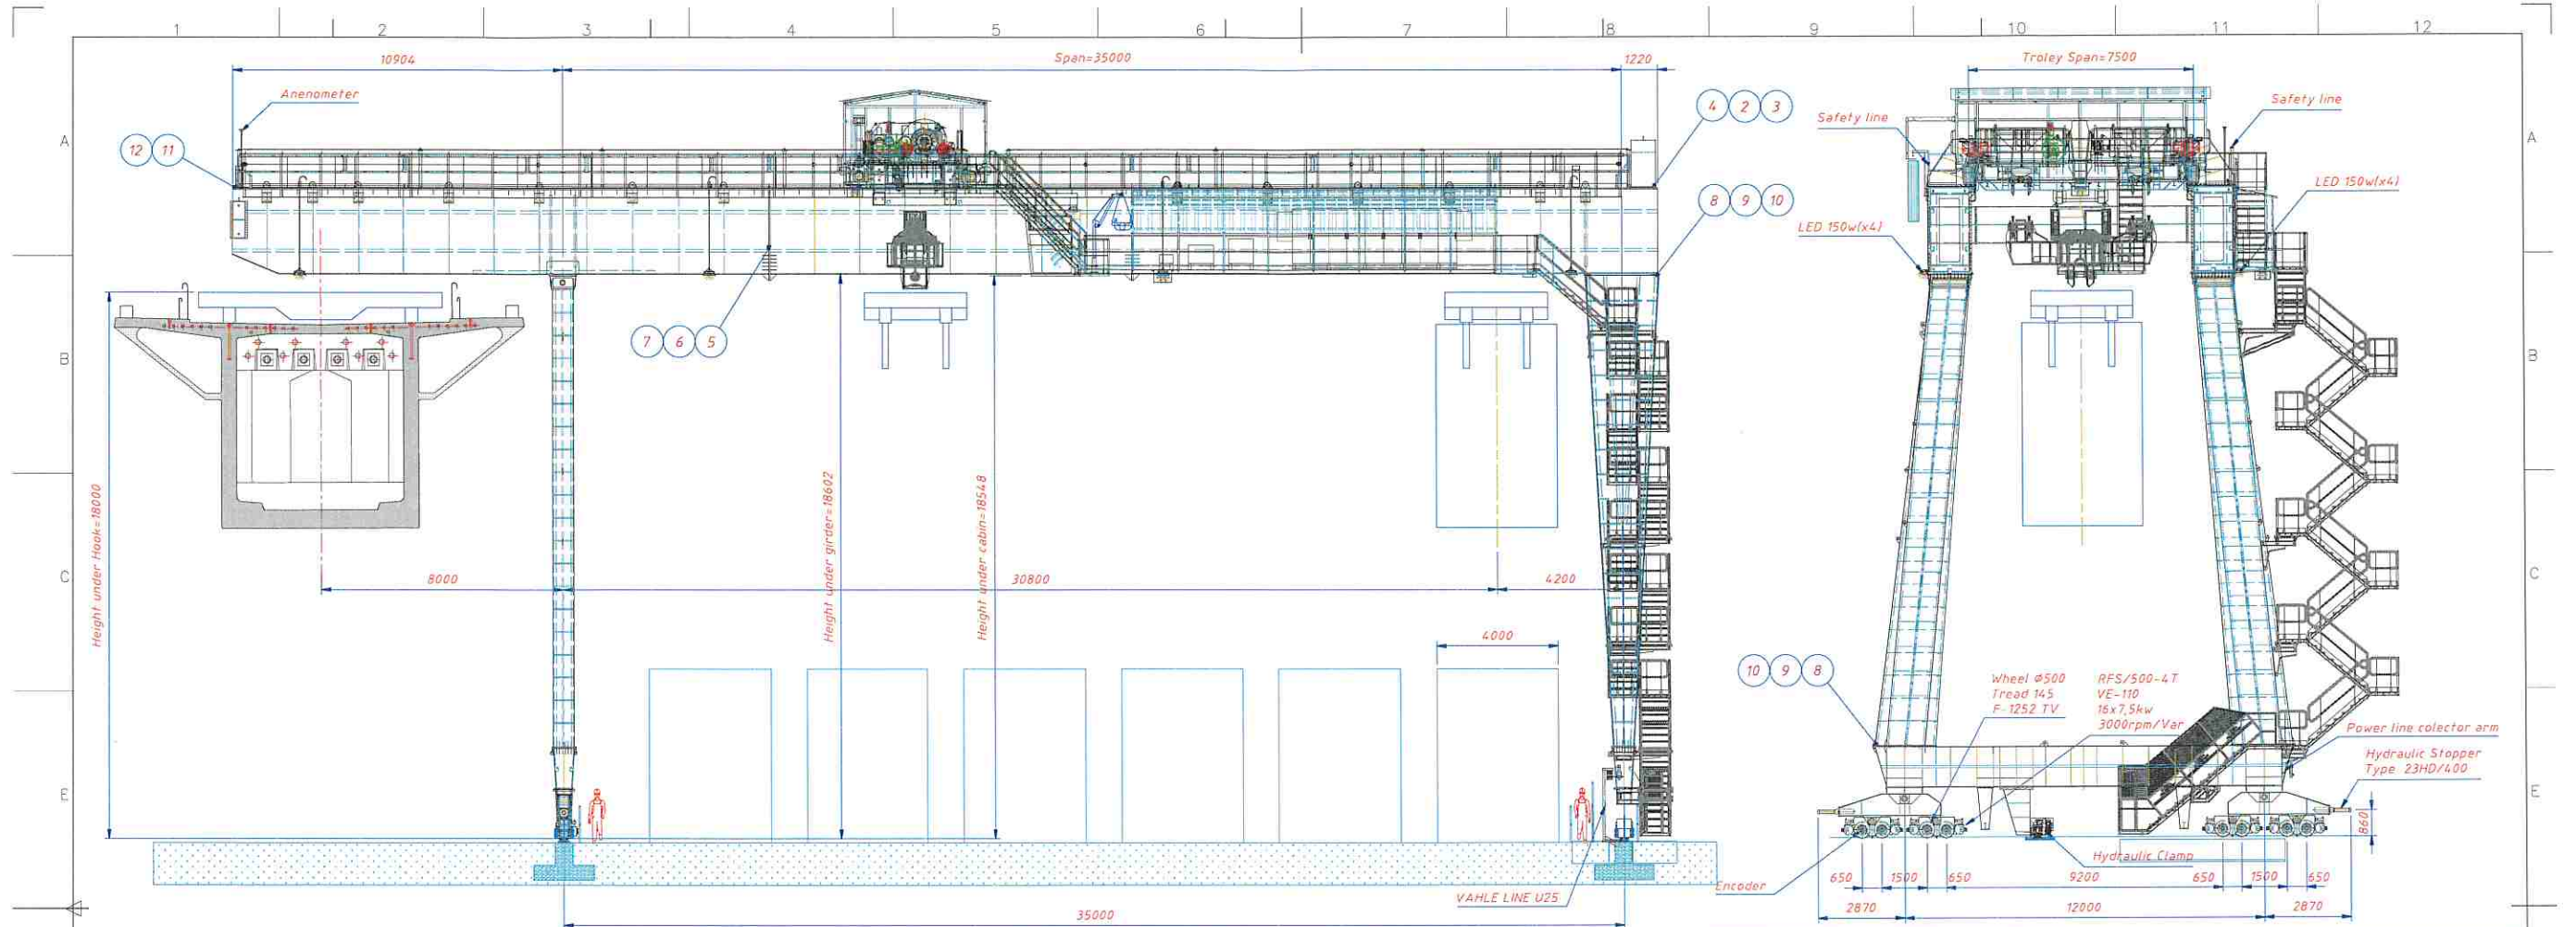 1 2 3 4 5 6 7 8 9 10 11 12
10904 Span=35000 1220 Troley Span=7500
Anenometer
4 2 3
Safety line
Safety line
A
A
A
12 11
8 9 10
LED 150w(x4)
LED 150w(x4)
7 6 5
B
B
B
Height under Hook=18000
Height under girder=18602
Height under cabin=18548
C
C
8000 30800 4200
4000
10 9 8
Wheel Φ500
Tread 145
F-1252 TV
RFS/500-4T
VE-110
16x7,5kw
3000rpm/Var
Power line colector arm
Hydraulic Stopper
Type 23HD/400
E
E
860
Hydraulic Clamp
Encoder
VAHLE LINE U25
650 1500 650 9200 650 1500 650
2870 12000 2870
35000